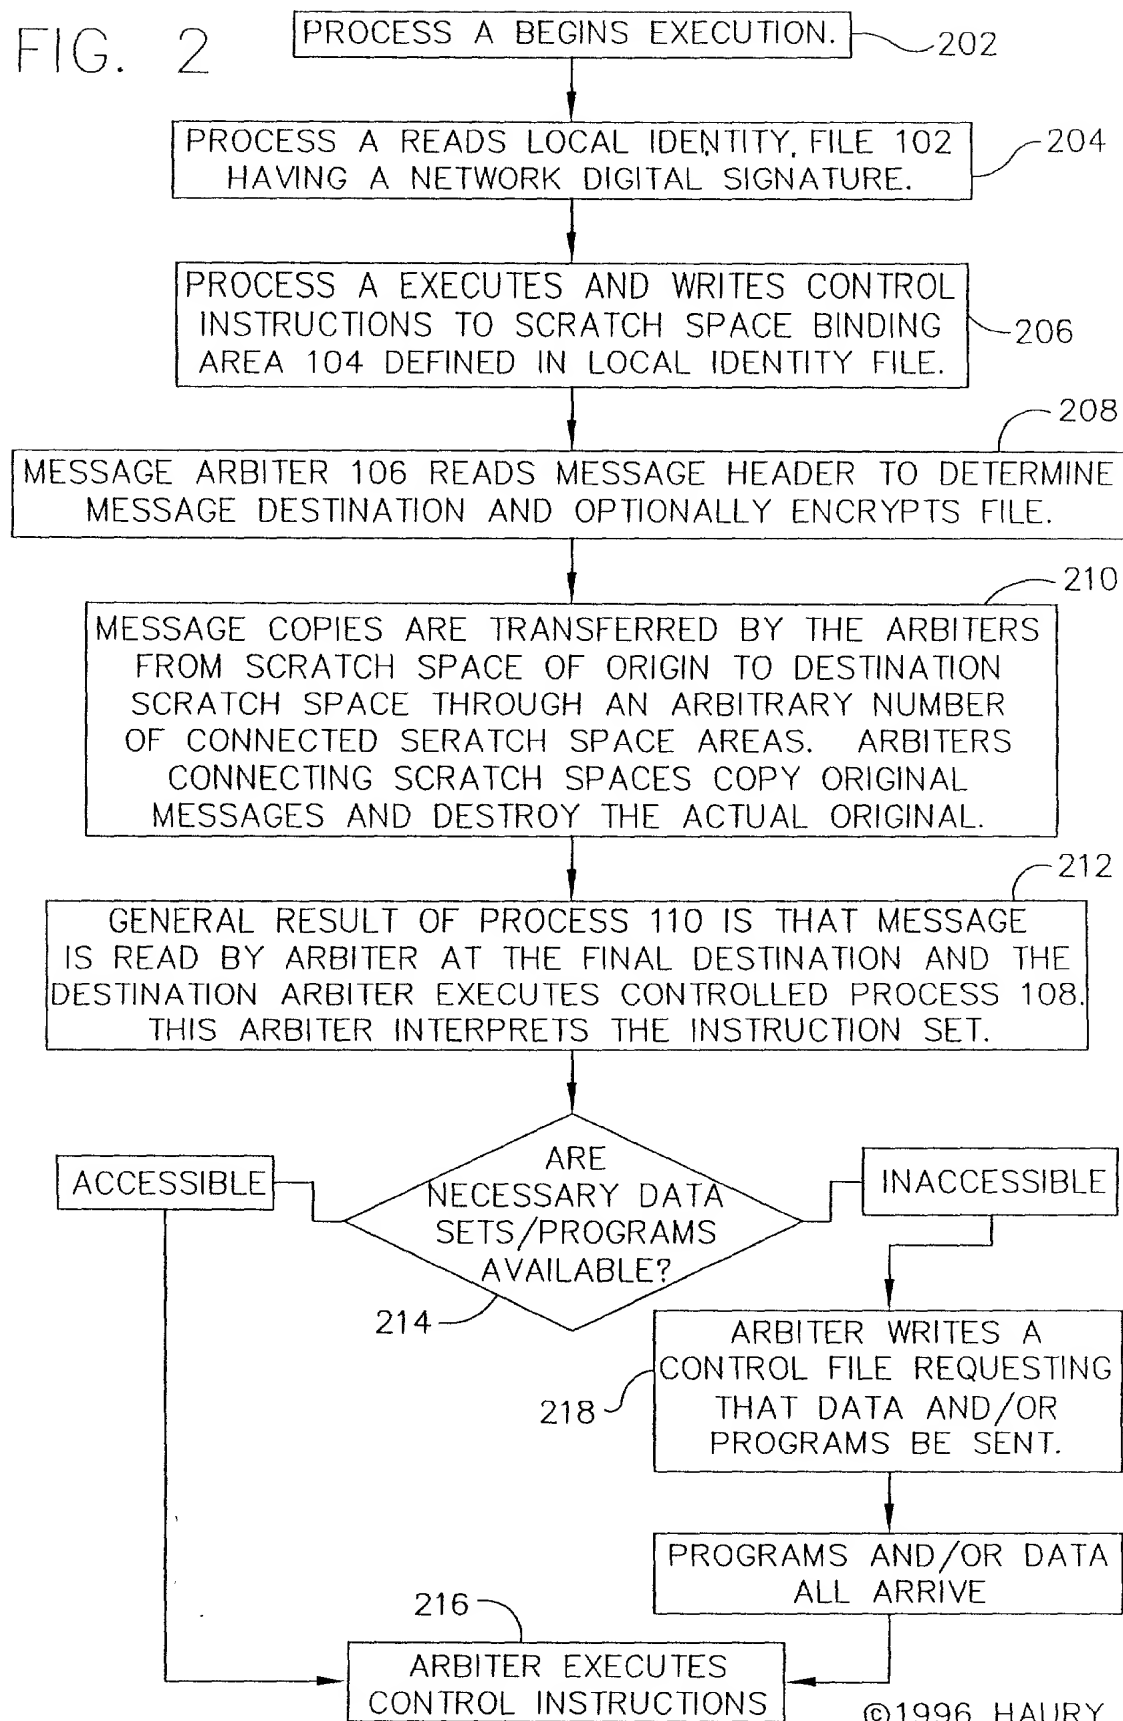 FIG. 2
PROCESS A BEGINS EXECUTION.
202
PROCESS A READS LOCAL IDENTITY, FILE 102
HAVING A NETWORK DIGITAL SIGNATURE.
204
PROCESS A EXECUTES AND WRITES CONTROL
INSTRUCTIONS TO SCRATCH SPACE BINDING
AREA 104 DEFINED IN LOCAL IDENTITY FILE.
206
208
MESSAGE ARBITER 106 READS MESSAGE HEADER TO DETERMINE
MESSAGE DESTINATION AND OPTIONALLY ENCRYPTS FILE.
210
MESSAGE COPIES ARE TRANSFERRED BY THE ARBITERS
FROM SCRATCH SPACE OF ORIGIN TO DESTINATION
SCRATCH SPACE THROUGH AN ARBITRARY NUMBER
OF CONNECTED SERATCH SPACE AREAS. ARBITERS
CONNECTING SCRATCH SPACES COPY ORIGINAL
MESSAGES AND DESTROY THE ACTUAL ORIGINAL.
212
GENERAL RESULT OF PROCESS 110 IS THAT MESSAGE
IS READ BY ARBITER AT THE FINAL DESTINATION AND THE
DESTINATION ARBITER EXECUTES CONTROLLED PROCESS 108.
THIS ARBITER INTERPRETS THE INSTRUCTION SET.
ACCESSIBLE
ARE
NECESSARY DATA
SETS/PROGRAMS
AVAILABLE?
INACCESSIBLE
214
ARBITER WRITES A
CONTROL FILE REQUESTING
THAT DATA AND/OR
PROGRAMS BE SENT.
218
PROGRAMS AND/OR DATA
ALL ARRIVE
216
ARBITER EXECUTES
CONTROL INSTRUCTIONS
©1996 HAURY